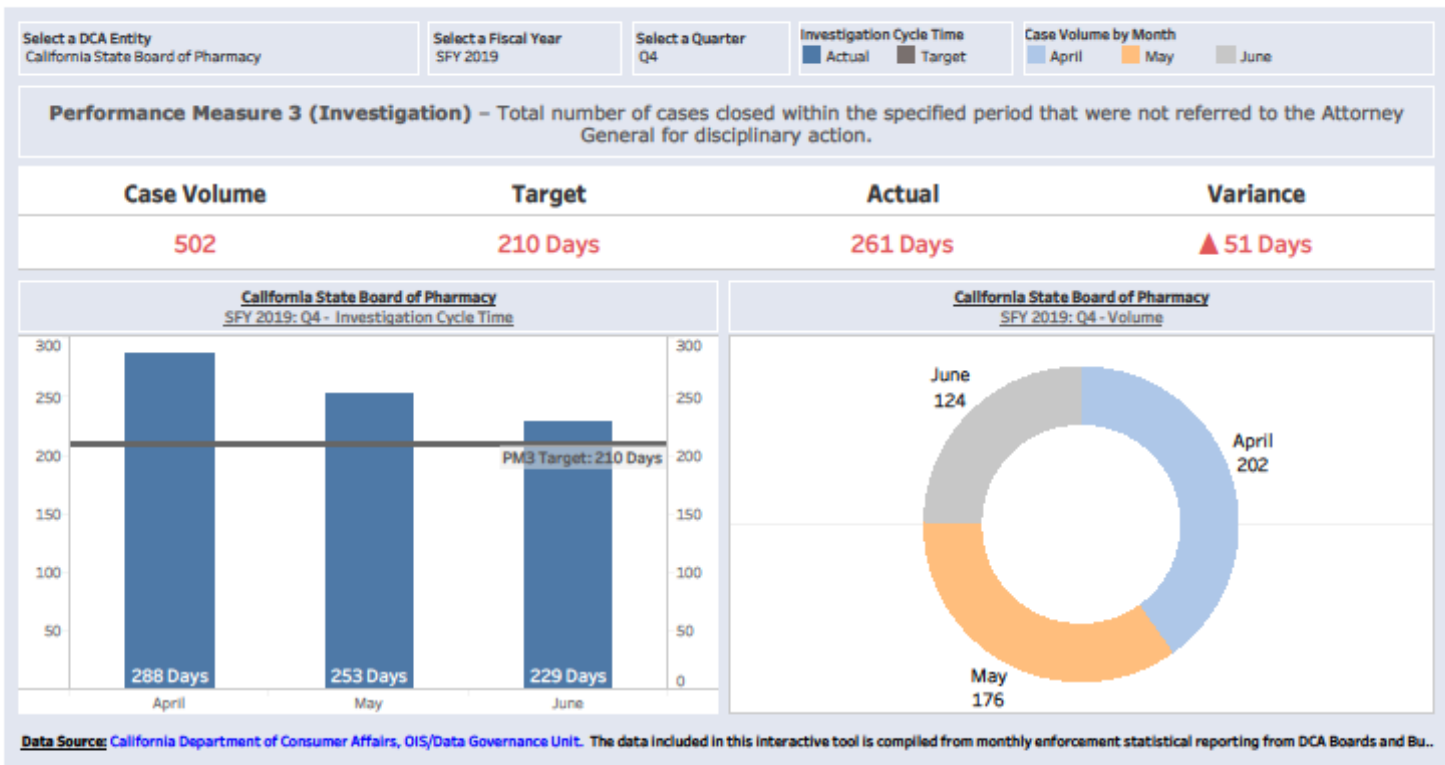 Select a DCA Entity
California State Board of Pharmacy
Select a Fiscal Year
SFY 2019
Select a Quarter
Q4
Investigation Cycle Time
Actual Target
Case Volume by Month
April May June
Performance Measure 3 (Investigation) – Total number of cases closed within the specified period that were not referred to the Attorney
General for disciplinary action.
Case Volume Target Actual Variance
502 210 Days 261 Days ▲ 51 Days
California State Board of Pharmacy
SFY 2019: Q4 - Investigation Cycle Time
300
250
200
150
100
50
PM3 Target: 210 Days
300
250
200
150
100
50
0
288 Days 253 Days 229 Days
April May June
California State Board of Pharmacy
SFY 2019: Q4 - Volume
June
124
April
202
May
176
Data Source: California Department of Consumer Affairs, OIS/Data Governance Unit. The data included in this interactive tool is compiled from monthly enforcement statistical reporting from DCA Boards and Bu..